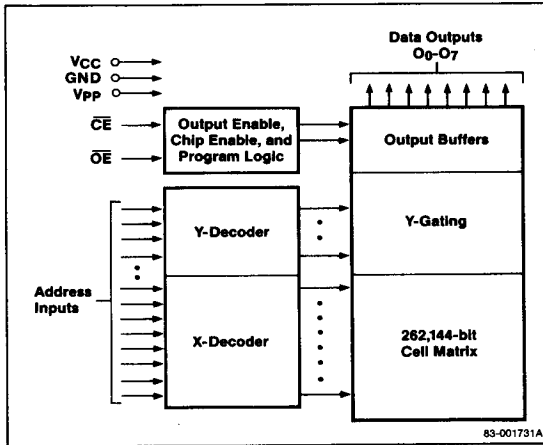 Data Outputs
O0-O7
VCC
GND
VPP
CE
OE
Output Enable,
Chip Enable, and
Program Logic
Output Buffers
Y-Decoder
Y-Gating
Address
Inputs
X-Decoder
262,144-bit
Cell Matrix
83-001731A